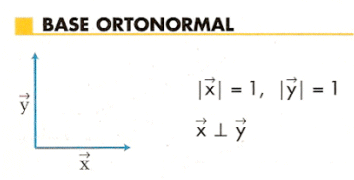 BASE ORTONORMAL
|x⃗| = 1, |y⃗| = 1
y⃗
x⃗ ⊥ y⃗
x⃗